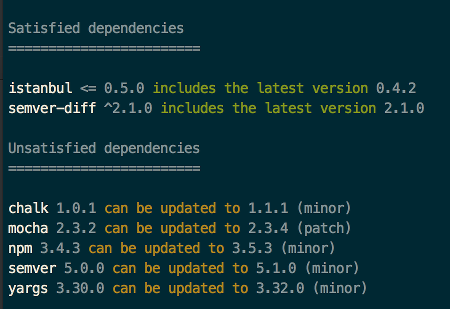 Satisfied dependencies
========================
istanbul <= 0.5.0 includes the latest version 0.4.2
semver-diff ^2.1.0 includes the latest version 2.1.0
Unsatisfied dependencies
========================
chalk 1.0.1 can be updated to 1.1.1 (minor)
mocha 2.3.2 can be updated to 2.3.4 (patch)
npm 3.4.3 can be updated to 3.5.3 (minor)
semver 5.0.0 can be updated to 5.1.0 (minor)
yargs 3.30.0 can be updated to 3.32.0 (minor)